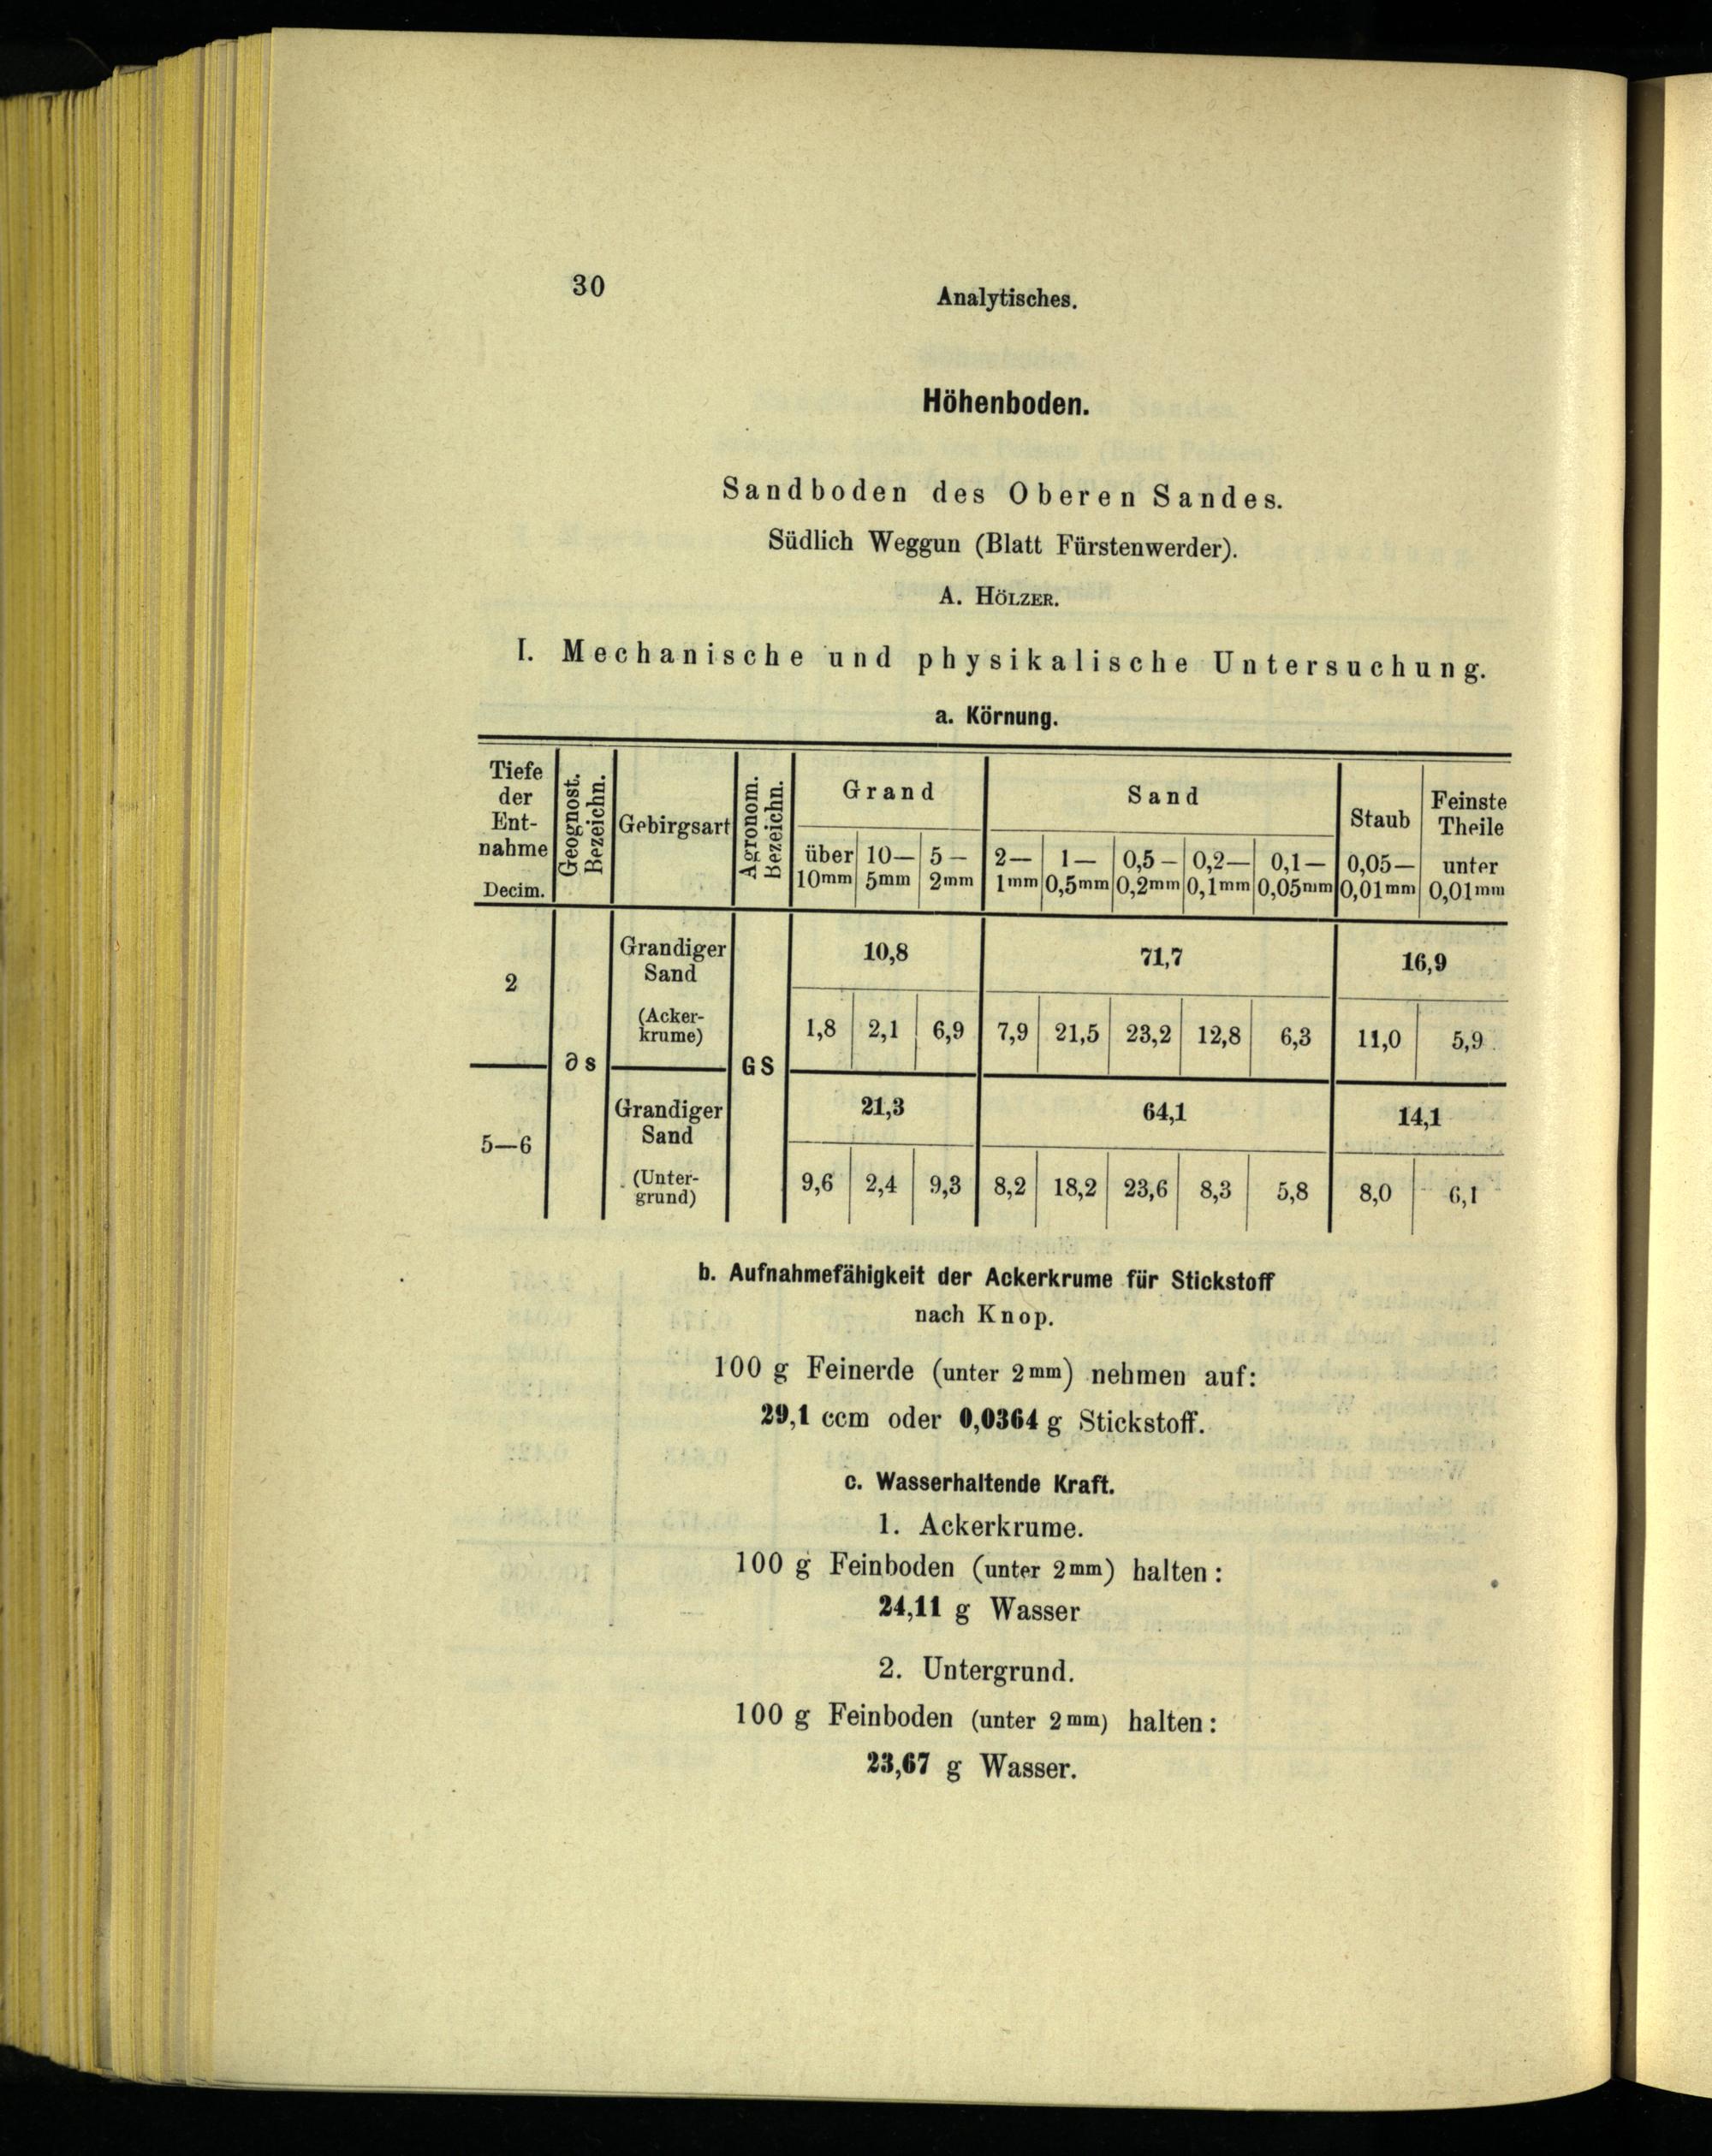 30
Analytisches.
Höhenboden.
Sandboden des Oberen Sandes.
Südlich Weggun (Blatt Fürstenwerder).
A. HÖLZER.
I. Mechanische und physikalische Untersuchung.
a. Körnung.
Tiefe der Ent-nahme Decim. | Geognost. Bezeichn. | Gebirgsart | Agronom. Bezeichn. | Grand | Sand | Staub | Feinste Theile
über 10mm | 10— 5mm | 5— 2mm | 2— 1mm | 1— 0,5mm | 0,5— 0,2mm | 0,2— 0,1mm | 0,1— 0,05mm | 0,05— 0,01mm | unter 0,01mm
2 | Grandiger Sand (Acker-krume) | 10,8 | 71,7 | 16,9
1,8 | 2,1 | 6,9 | 7,9 | 21,5 | 23,2 | 12,8 | 6,3 | 11,0 | 5,9
∂s | GS
5—6 | Grandiger Sand (Unter-grund) | 21,3 | 64,1 | 14,1
9,6 | 2,4 | 9,3 | 8,2 | 18,2 | 23,6 | 8,3 | 5,8 | 8,0 | 6,1
b. Aufnahmefähigkeit der Ackerkrume für Stickstoff
nach Knop.
100 g Feinerde (unter 2mm) nehmen auf:
29,1 ccm oder 0,0364 g Stickstoff.
c. Wasserhaltende Kraft.
1. Ackerkrume.
100 g Feinboden (unter 2mm) halten:
24,11 g Wasser
2. Untergrund.
100 g Feinboden (unter 2mm) halten:
23,67 g Wasser.